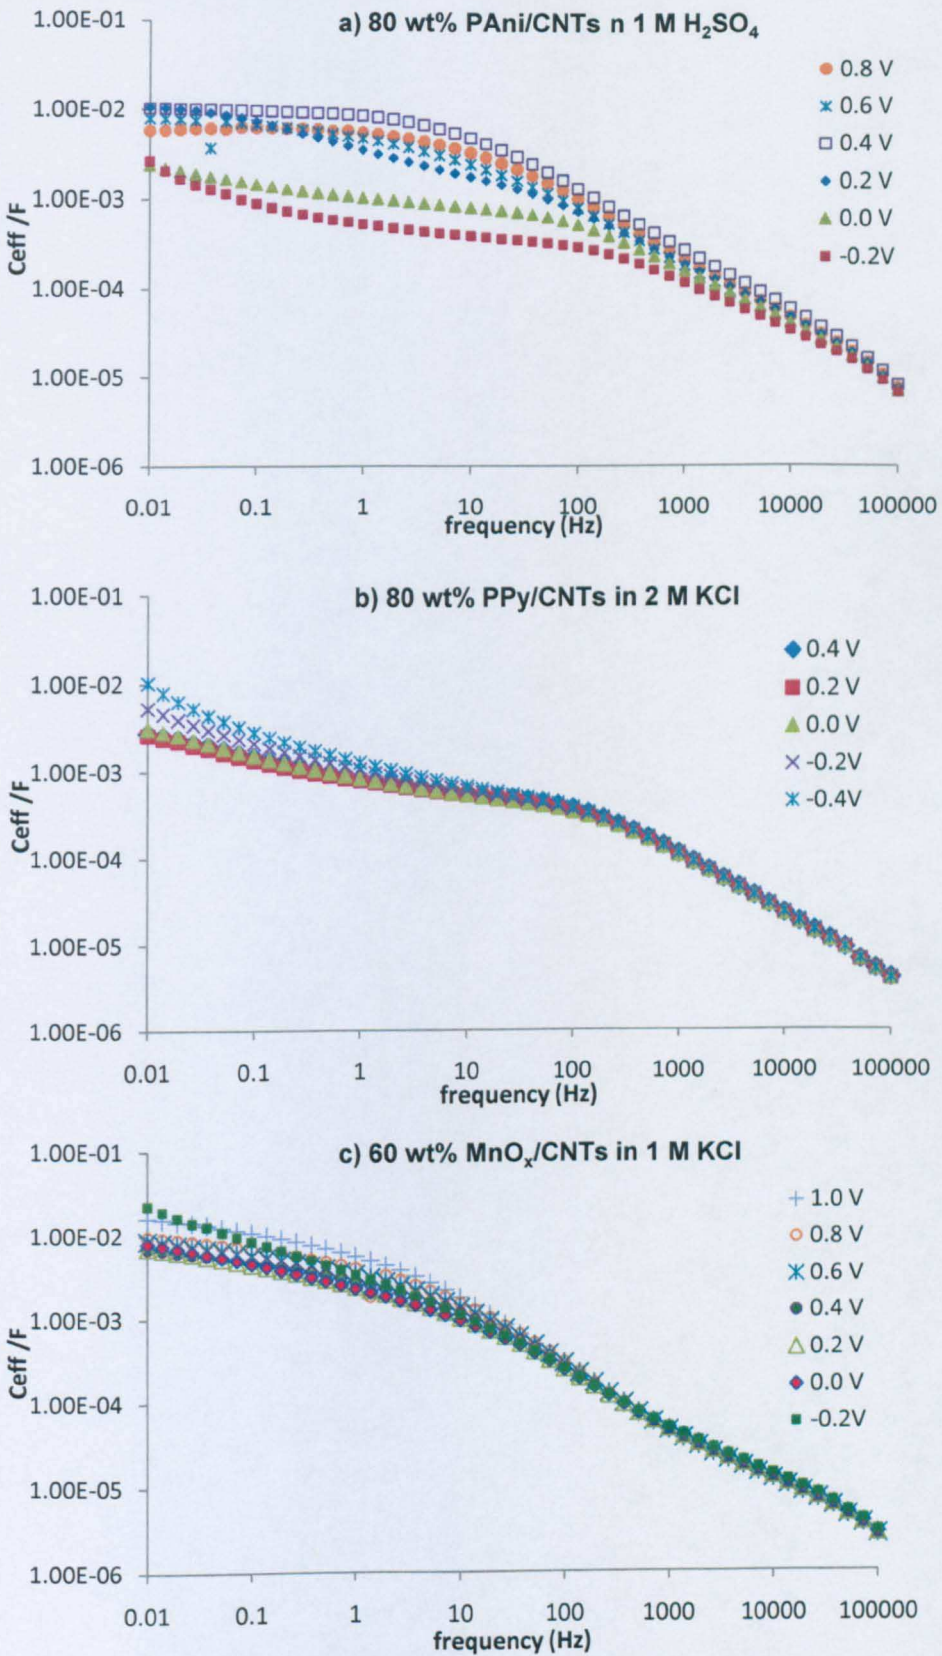 a) 80 wt% PAni/CNTs n 1 M H₂SO₄
1.00E-01
1.00E-02
1.00E-03
1.00E-04
1.00E-05
1.00E-06
Ceff /F
0.8 V
0.6 V
0.4 V
0.2 V
0.0 V
-0.2V
0.01 0.1 1 10 100 1000 10000 100000
frequency (Hz)
b) 80 wt% PPy/CNTs in 2 M KCl
1.00E-01
1.00E-02
1.00E-03
1.00E-04
1.00E-05
1.00E-06
Ceff /F
0.4 V
0.2 V
0.0 V
-0.2V
-0.4V
0.01 0.1 1 10 100 1000 10000 100000
frequency (Hz)
c) 60 wt% MnOₓ/CNTs in 1 M KCl
1.00E-01
1.00E-02
1.00E-03
1.00E-04
1.00E-05
1.00E-06
Ceff /F
1.0 V
0.8 V
0.6 V
0.4 V
0.2 V
0.0 V
-0.2V
0.01 0.1 1 10 100 1000 10000 100000
frequency (Hz)